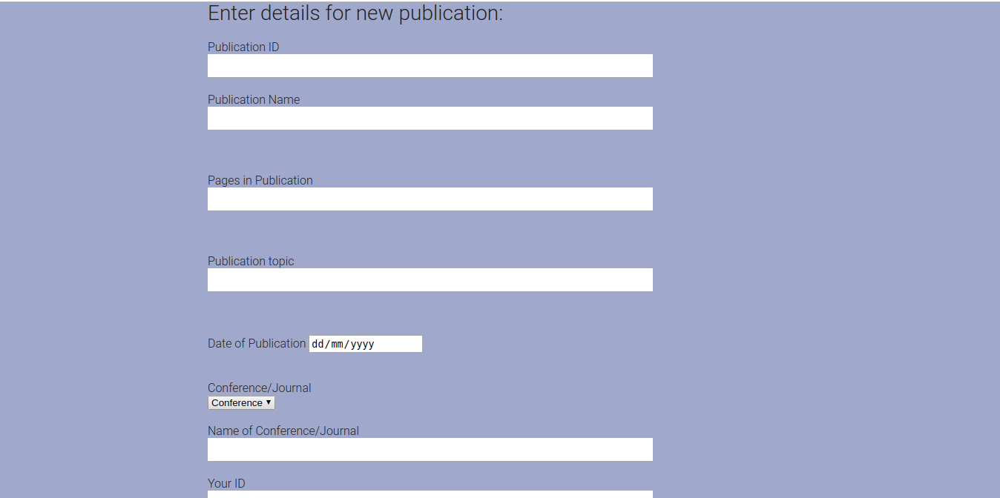 Enter details for new publication:
Publication ID
Publication Name
Pages in Publication
Publication topic
Date of Publication dd/mm/yyyy
Conference/Journal
Conference
Name of Conference/Journal
Your ID